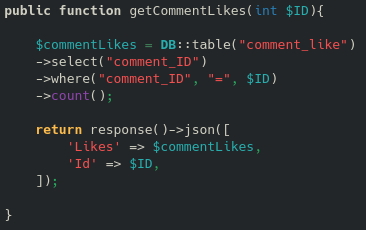 public function getCommentLikes(int $ID){
$commentLikes = DB::table("comment_like")
->select("comment_ID")
->where("comment_ID", "=", $ID)
->count();
return response()->json([
'Likes' => $commentLikes,
'Id' => $ID,
]);
}